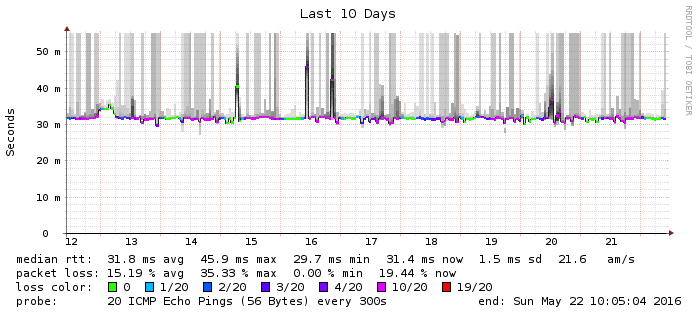 Last 10 Days
RRDTOOL / TOBI OETIKER
Seconds
50 m
40 m
30 m
20 m
10 m
0
12 13 14 15 16 17 18 19 20 21
median rtt: 31.8 ms avg 45.9 ms max 29.7 ms min 31.4 ms now 1.5 ms sd 21.6 am/s
packet loss: 15.19 % avg 35.33 % max 0.00 % min 19.44 % now
loss color: 0 1/20 2/20 3/20 4/20 10/20 19/20
probe: 20 ICMP Echo Pings (56 Bytes) every 300s end: Sun May 22 10:05:04 2016